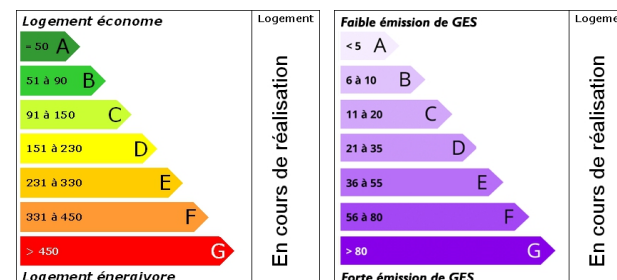 Logement économe
Logement
= 50 A
51 à 90 B
91 à 150 C
151 à 230 D
231 à 330 E
331 à 450 F
> 450 G
En cours de réalisation
Logement énergivore
Faible émission de GES
Logeme
< 5 A
6 à 10 B
11 à 20 C
21 à 35 D
36 à 55 E
56 à 80 F
> 80 G
En cours de réalisation
Forte émission de GES